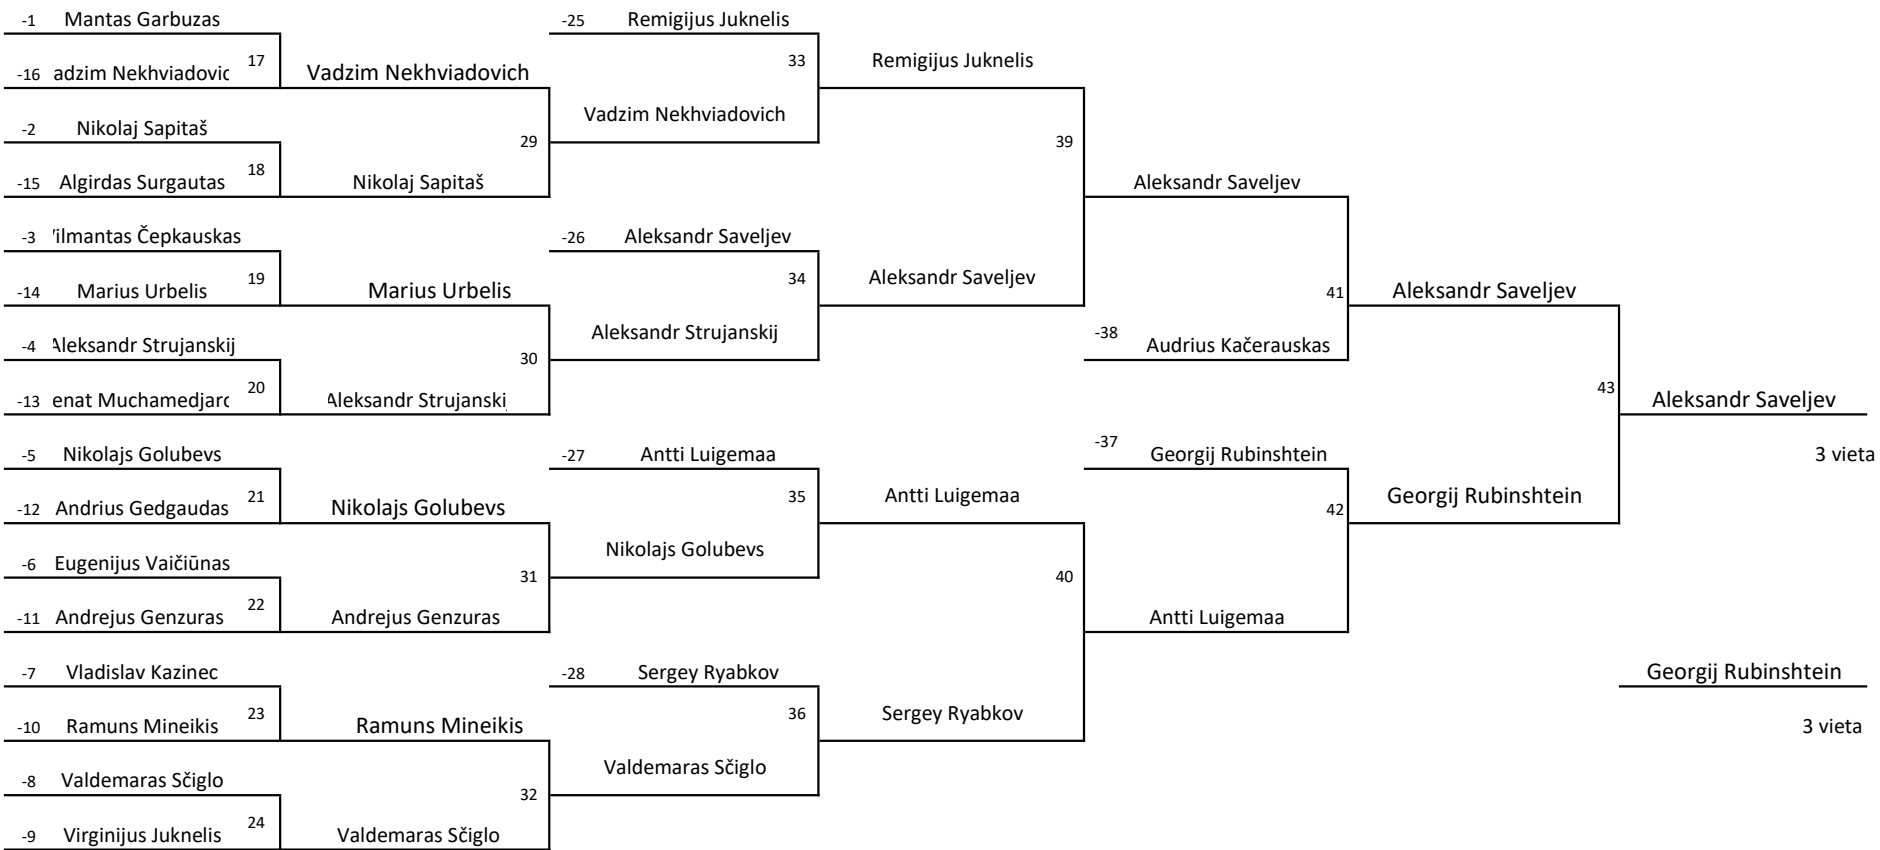 -1 Mantas Garbuzas
-25 Remigijus Juknelis
17
33
Remigijus Juknelis
-16 adzim Nekhviadovic
Vadzim Nekhviadovich
Vadzim Nekhviadovich
-2 Nikolaj Sapitaš
29
39
18
-15 Algirdas Surgautas
Nikolaj Sapitaš
Aleksandr Saveljev
-3 ilmantas Čepkauskas
-26 Aleksandr Saveljev
19
34
Aleksandr Saveljev
-14 Marius Urbelis
Marius Urbelis
41
Aleksandr Saveljev
Aleksandr Strujanskij
-38 Audrius Kačerauskas
-4 Aleksandr Strujanskij
30
20
43
-13 enat Muchamedjaro
Aleksandr Strujanski
Aleksandr Saveljev
-37 Georgij Rubinshtein
-5 Nikolajs Golubevs
-27 Antti Luigemaa
3 vieta
21
35
Antti Luigemaa
Georgij Rubinshtein
-12 Andrius Gedgaudas
Nikolajs Golubevs
42
Nikolajs Golubevs
-6 Eugenijus Vaičiūnas
31
40
22
-11 Andrejus Genzuras
Andrejus Genzuras
Antti Luigemaa
-7 Vladislav Kazinec
-28 Sergey Ryabkov
Georgij Rubinshtein
23
36
Sergey Ryabkov
-10 Ramuns Mineikis
Ramuns Mineikis
3 vieta
Valdemaras Sčiglo
-8 Valdemaras Sčiglo
32
24
-9 Virginijus Juknelis
Valdemaras Sčiglo